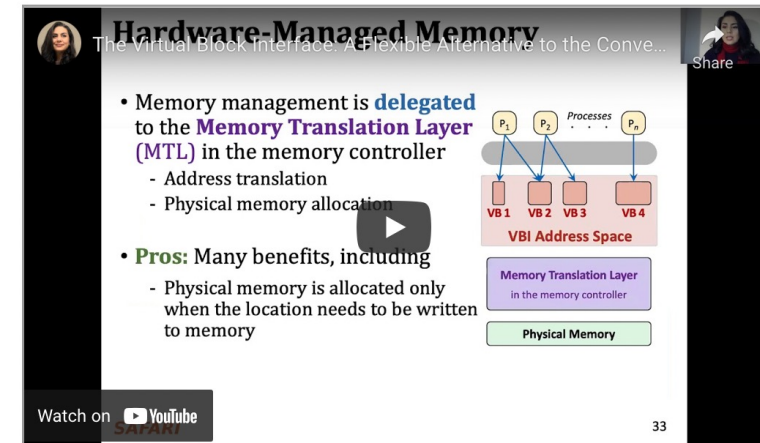 Hardware-Managed Memory
The Virtual Block Interface: A Flexible Alternative to the Conve...
Share
• Memory management is delegated
to the Memory Translation Layer
(MTL) in the memory controller
- Address translation
- Physical memory allocation
• Pros: Many benefits, including
- Physical memory is allocated only
when the location needs to be written
to memory
Processes
P1 P2 . . . Pn
VB 1 VB 2 VB 3 VB 4
VBI Address Space
Memory Translation Layer
in the memory controller
Physical Memory
Watch on YouTube
SAFARI
33